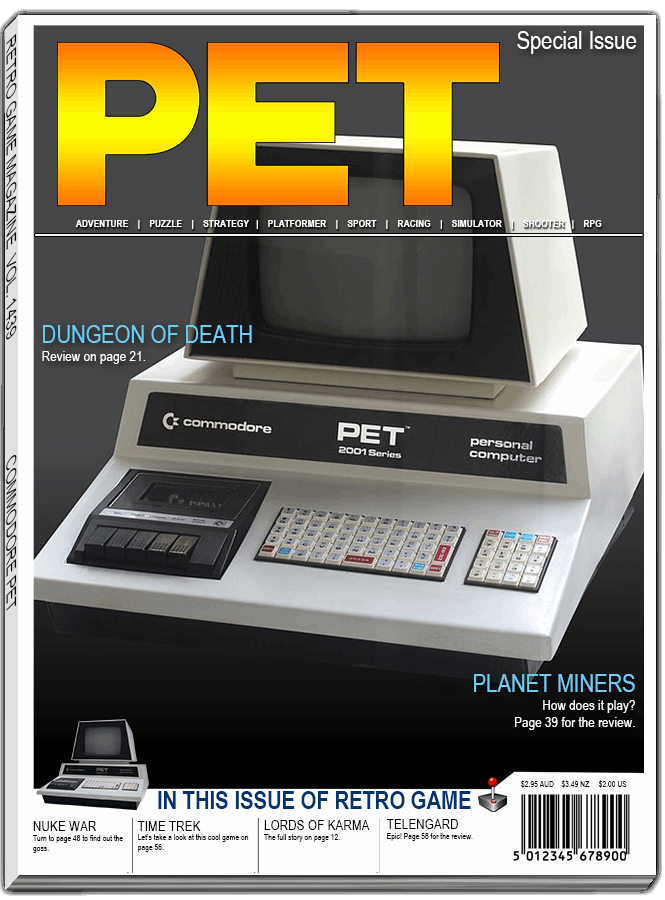 RETRO GAME MAGAZINE VOL. 1439
COMMODORE PET
Special Issue
PET
ADVENTURE | PUZZLE | STRATEGY | PLATFORMER | SPORT | RACING | SIMULATOR | SHOOTER | RPG
DUNGEON OF DEATH
Review on page 21.
commodore
PET™
2001 Series
personal
computer
PLANET MINERS
How does it play?
Page 39 for the review.
IN THIS ISSUE OF RETRO GAME
$2.95 AUD $3.49 NZ $2.00 US
NUKE WAR
Turn to page 48 to find out the
goss.
TIME TREK
Let's take a look at this cool game on
page 56.
LORDS OF KARMA
The full story on page 12.
TELENGARD
Epic! Page 58 for the review.
5 012345 678900